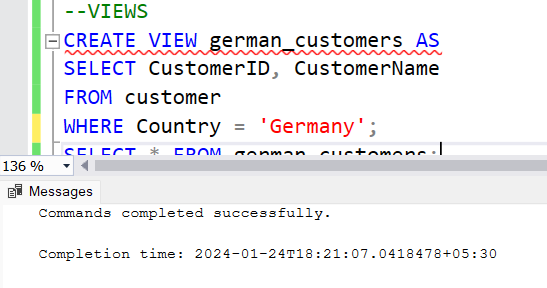 --VIEWS
CREATE VIEW german_customers AS
SELECT CustomerID, CustomerName
FROM customer
WHERE Country = 'Germany';
SELECT * FROM german_customers;
136 %
Messages
Commands completed successfully.
Completion time: 2024-01-24T18:21:07.0418478+05:30